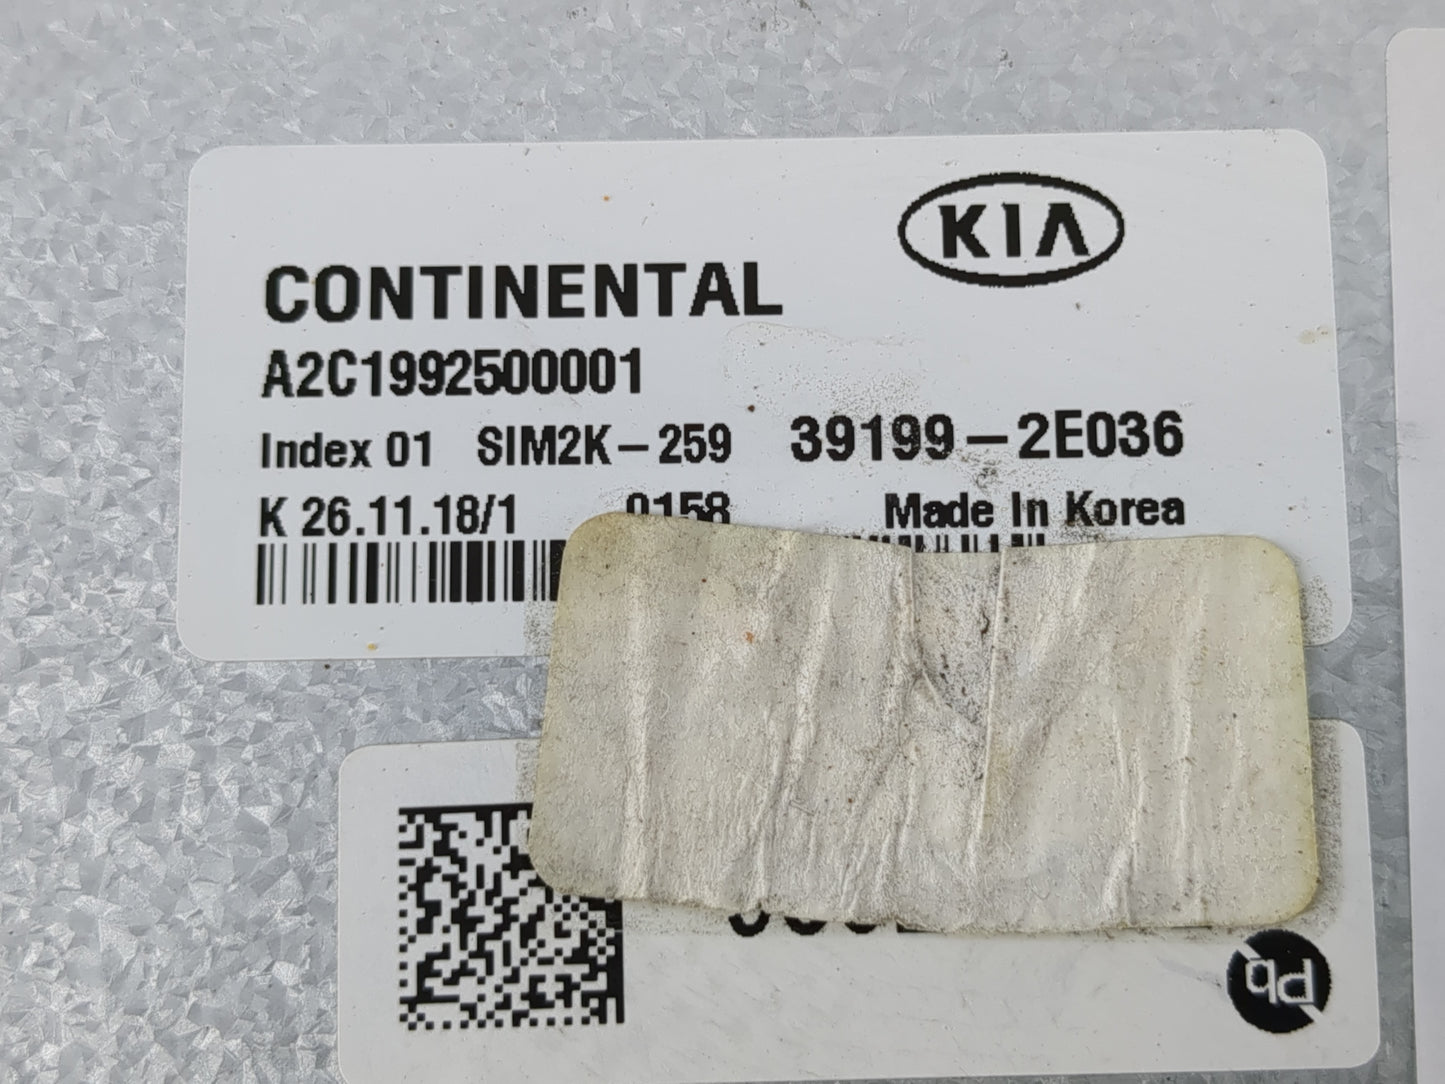 KIA
CONTINENTAL
A2C1992500001
Index 01 SIM2K-259 39199-2E036
K 26.11.18/1 0158 Made In Korea
Pb